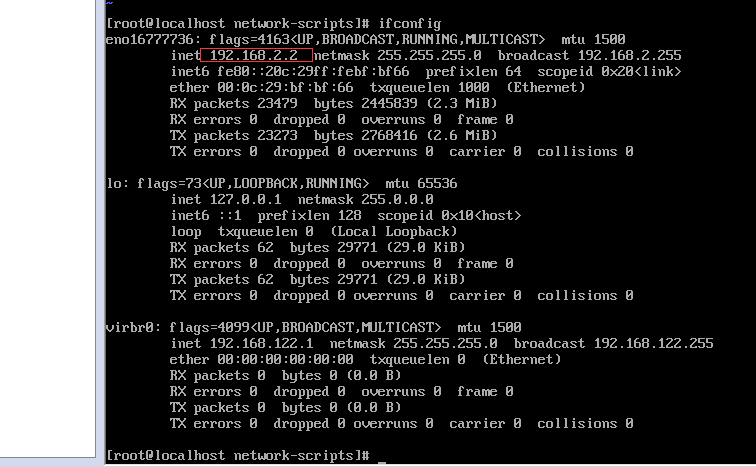 ~
[root@localhost network-scripts]# ifconfig
eno16777736: flags=4163<UP,BROADCAST,RUNNING,MULTICAST>  mtu 1500
        inet 192.168.2.2  netmask 255.255.255.0  broadcast 192.168.2.255
        inet6 fe80::20c:29ff:febf:bf66  prefixlen 64  scopeid 0x20<link>
        ether 00:0c:29:bf:bf:66  txqueuelen 1000  (Ethernet)
        RX packets 23479  bytes 2445839 (2.3 MiB)
        RX errors 0  dropped 0  overruns 0  frame 0
        TX packets 23273  bytes 2768416 (2.6 MiB)
        TX errors 0  dropped 0 overruns 0  carrier 0  collisions 0
lo: flags=73<UP,LOOPBACK,RUNNING>  mtu 65536
        inet 127.0.0.1  netmask 255.0.0.0
        inet6 ::1  prefixlen 128  scopeid 0x10<host>
        loop  txqueuelen 0  (Local Loopback)
        RX packets 62  bytes 29771 (29.0 KiB)
        RX errors 0  dropped 0  overruns 0  frame 0
        TX packets 62  bytes 29771 (29.0 KiB)
        TX errors 0  dropped 0 overruns 0  carrier 0  collisions 0
virbr0: flags=4099<UP,BROADCAST,MULTICAST>  mtu 1500
        inet 192.168.122.1  netmask 255.255.255.0  broadcast 192.168.122.255
        ether 00:00:00:00:00:00  txqueuelen 0  (Ethernet)
        RX packets 0  bytes 0 (0.0 B)
        RX errors 0  dropped 0  overruns 0  frame 0
        TX packets 0  bytes 0 (0.0 B)
        TX errors 0  dropped 0 overruns 0  carrier 0  collisions 0
[root@localhost network-scripts]# _